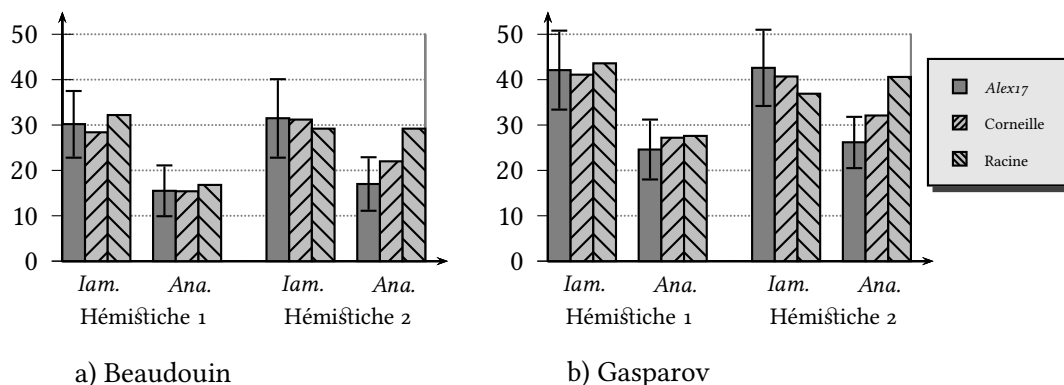 50
40
30
20
10
0
Iam. Ana. Iam. Ana.
Hémistiche 1 Hémistiche 2
a) Beaudouin
50
40
30
20
10
0
Iam. Ana. Iam. Ana.
Hémistiche 1 Hémistiche 2
b) Gasparov
Alex17
Corneille
Racine